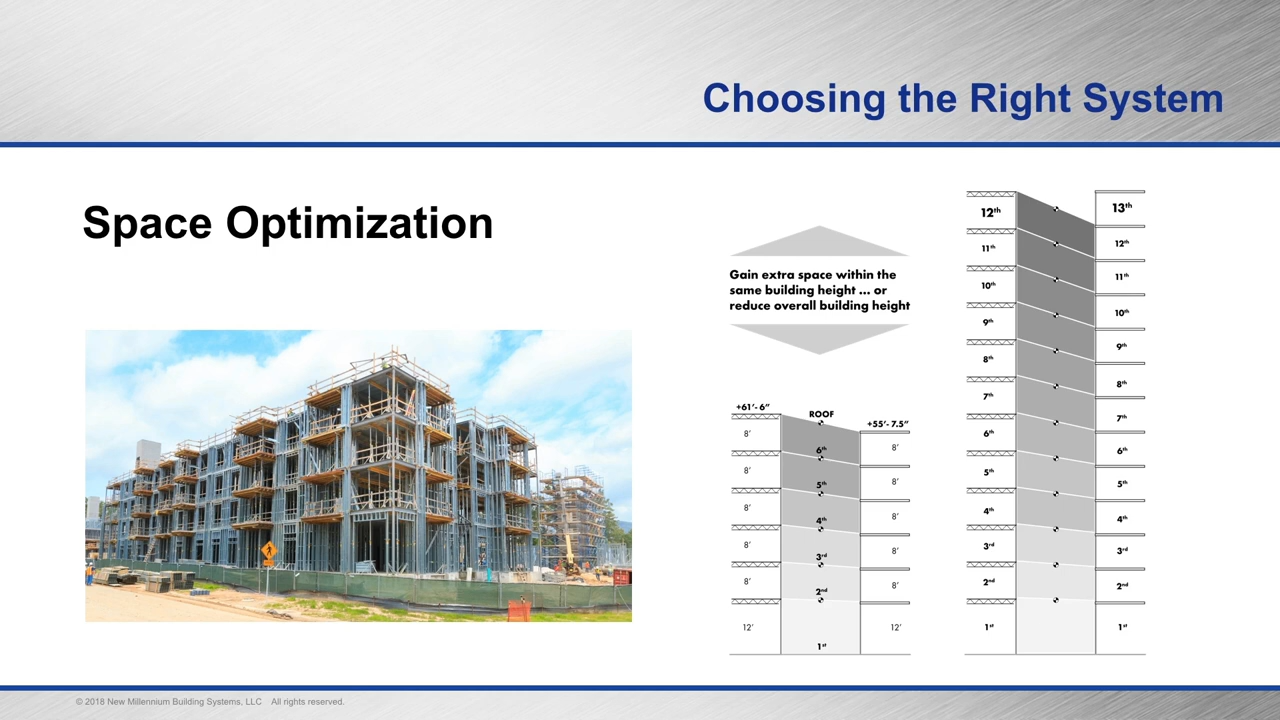 Choosing the Right System
Space Optimization
Gain extra space within the
same building height ... or
reduce overall building height
+61'- 6"
ROOF
+55'- 7.5"
8'
6th
8'
8'
5th
8'
8'
4th
8'
8'
3rd
8'
8'
2nd
8'
12'
1st
12'
12th
13th
11th
12th
10th
11th
9th
10th
8th
9th
7th
8th
6th
7th
5th
6th
4th
5th
3rd
4th
2nd
3rd
1st
2nd
1st
© 2018 New Millennium Building Systems, LLC All rights reserved.